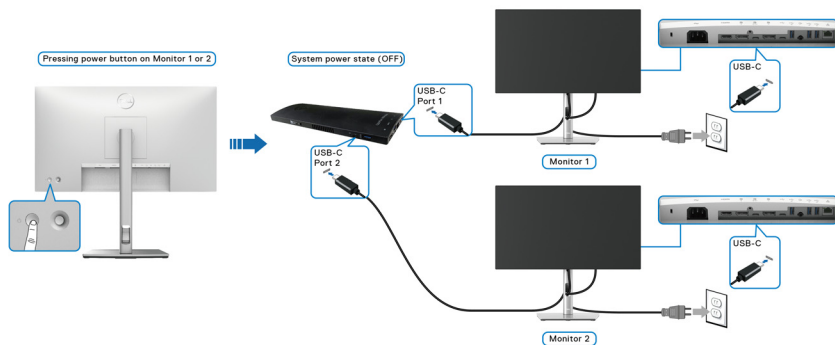 Pressing power button on Monitor 1 or 2
System power state (OFF)
USB-C
Port 1
USB-C
Monitor 1
USB-C
Port 2
USB-C
Monitor 2